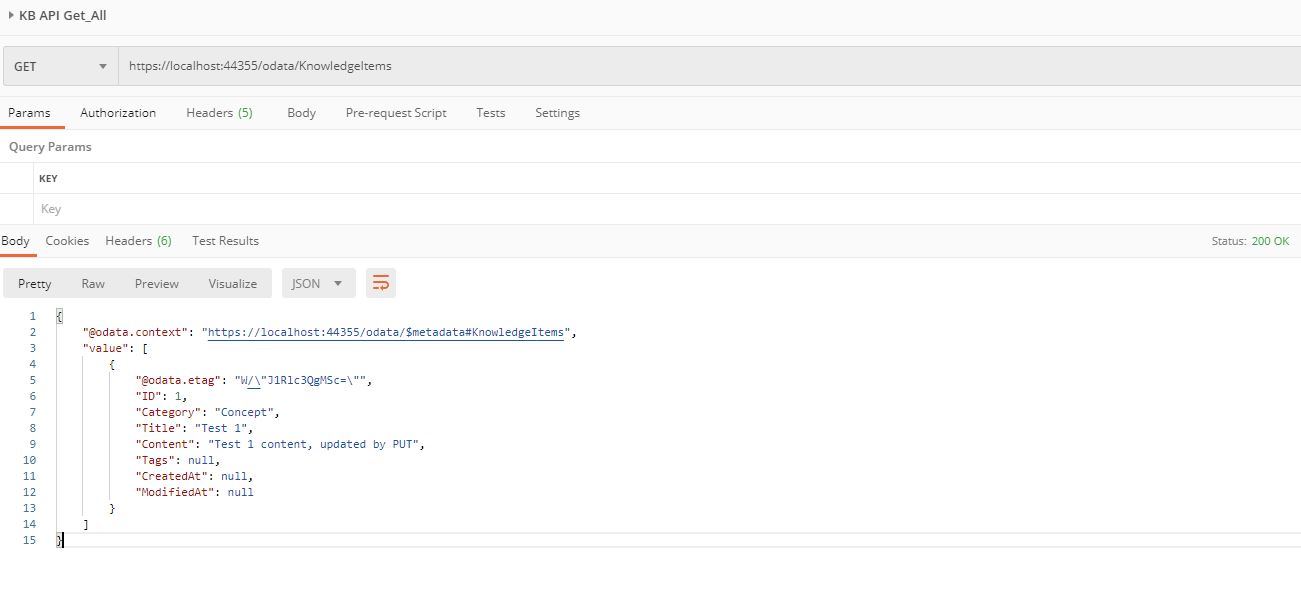 KB API Get_All
GET https://localhost:44355/odata/KnowledgeItems
Params Authorization Headers (5) Body Pre-request Script Tests Settings
Query Params
KEY
Key
Body Cookies Headers (6) Test Results Status: 200 OK
Pretty Raw Preview Visualize JSON
1 {
2 "@odata.context": "https://localhost:44355/odata/$metadata#KnowledgeItems",
3 "value": [
4 {
5 "@odata.etag": "W/\"J1Rlc3QgMSc=\"",
6 "ID": 1,
7 "Category": "Concept",
8 "Title": "Test 1",
9 "Content": "Test 1 content, updated by PUT",
10 "Tags": null,
11 "CreatedAt": null,
12 "ModifiedAt": null
13 }
14 ]
15 }